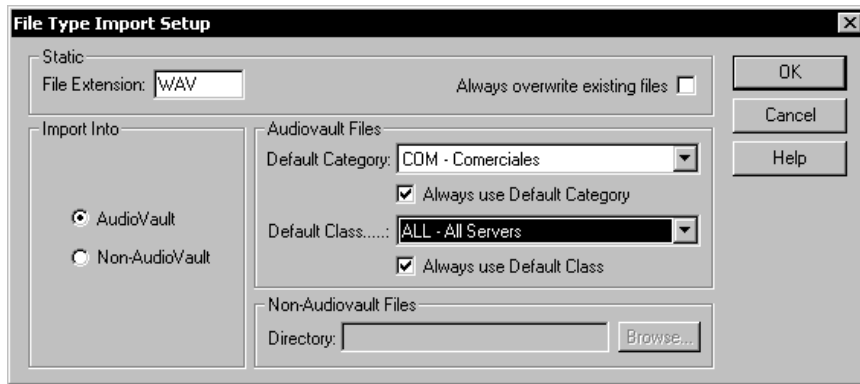 File Type Import Setup
Static
File Extension: WAV
Always overwrite existing files
OK
Cancel
Help
Import Into
AudioVault
Non-AudioVault
Audiovault Files
Default Category: COM - Comerciales
Always use Default Category
Default Class.....: ALL - All Servers
Always use Default Class
Non-Audiovault Files
Directory:
Browse...